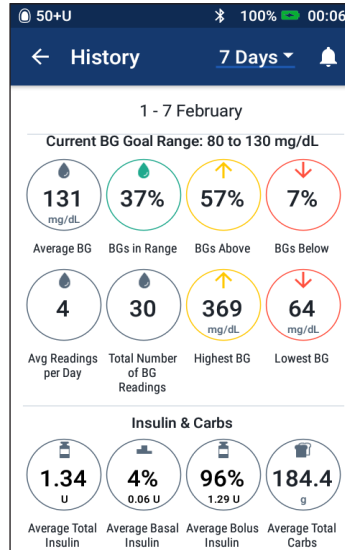 50+U 100% 00:06
History 7 Days
1 - 7 February
Current BG Goal Range: 80 to 130 mg/dL
131 37% 57% 7%
mg/dL
Average BG BGs in Range BGs Above BGs Below
4 30 369 64
mg/dL mg/dL
Avg Readings Total Number Highest BG Lowest BG
per Day of BG
Readings
Insulin & Carbs
1.34 4% 96% 184.4
U 0.06 U 1.29 U g
Average Total Average Basal Average Bolus Average Total
Insulin Insulin Insulin Carbs